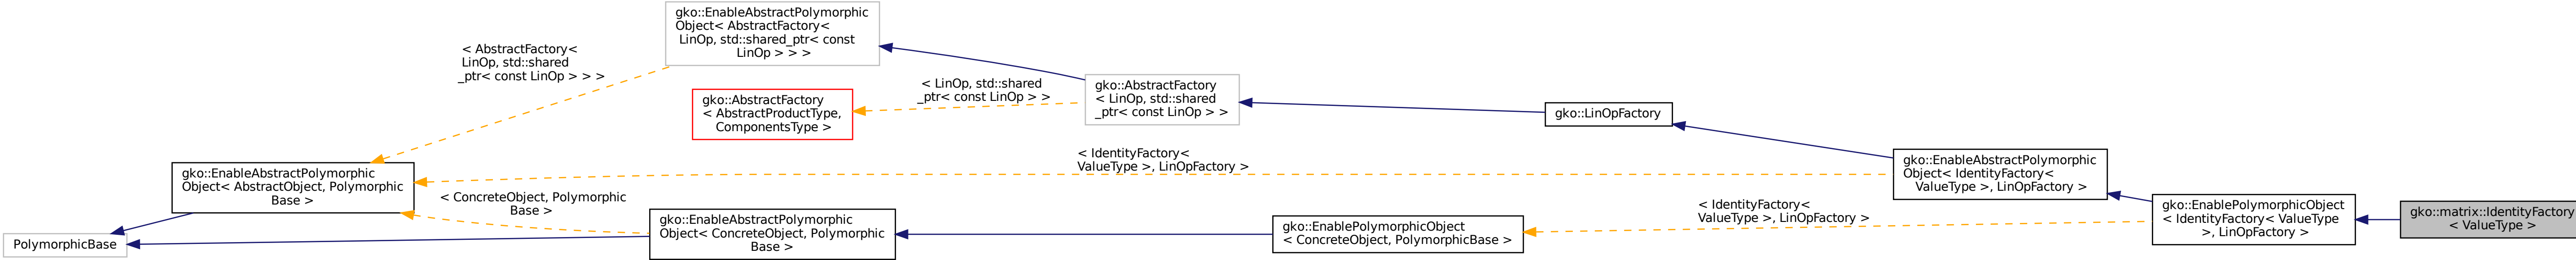 gko::EnableAbstractPolymorphic
Object< AbstractFactory<
LinOp, std::shared_ptr< const
LinOp > > >
< AbstractFactory<
LinOp, std::shared
_ptr< const LinOp > > >
gko::AbstractFactory
< AbstractProductType,
ComponentsType >
< LinOp, std::shared
_ptr< const LinOp > >
gko::AbstractFactory
< LinOp, std::shared
_ptr< const LinOp > >
gko::LinOpFactory
gko::EnableAbstractPolymorphic
Object< AbstractObject, Polymorphic
Base >
< IdentityFactory<
ValueType >, LinOpFactory >
gko::EnableAbstractPolymorphic
Object< IdentityFactory<
ValueType >, LinOpFactory >
< ConcreteObject, Polymorphic
Base >
PolymorphicBase
gko::EnableAbstractPolymorphic
Object< ConcreteObject, Polymorphic
Base >
gko::EnablePolymorphicObject
< ConcreteObject, PolymorphicBase >
< IdentityFactory<
ValueType >, LinOpFactory >
gko::EnablePolymorphicObject
< IdentityFactory< ValueType
>, LinOpFactory >
gko::matrix::IdentityFactory
< ValueType >